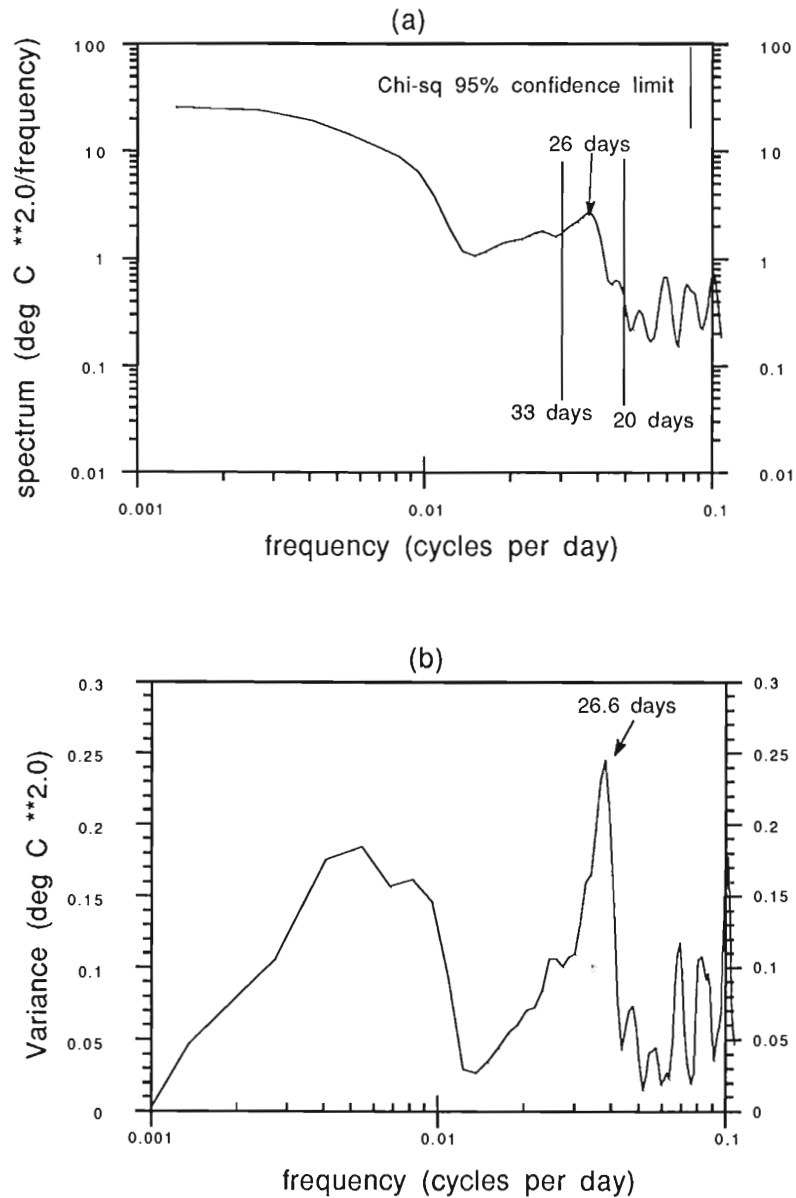 (a)
spectrum (deg C **2.0/frequency)
100
10
1
0.1
0.01
100
10
1
0.1
0.01
Chi-sq 95% confidence limit
26 days
33 days
20 days
0.001
0.01
0.1
frequency (cycles per day)
(b)
Variance (deg C **2.0)
0.3
0.25
0.2
0.15
0.1
0.05
0
0.3
0.25
0.2
0.15
0.1
0.05
0
26.6 days
0.001
0.01
0.1
frequency (cycles per day)